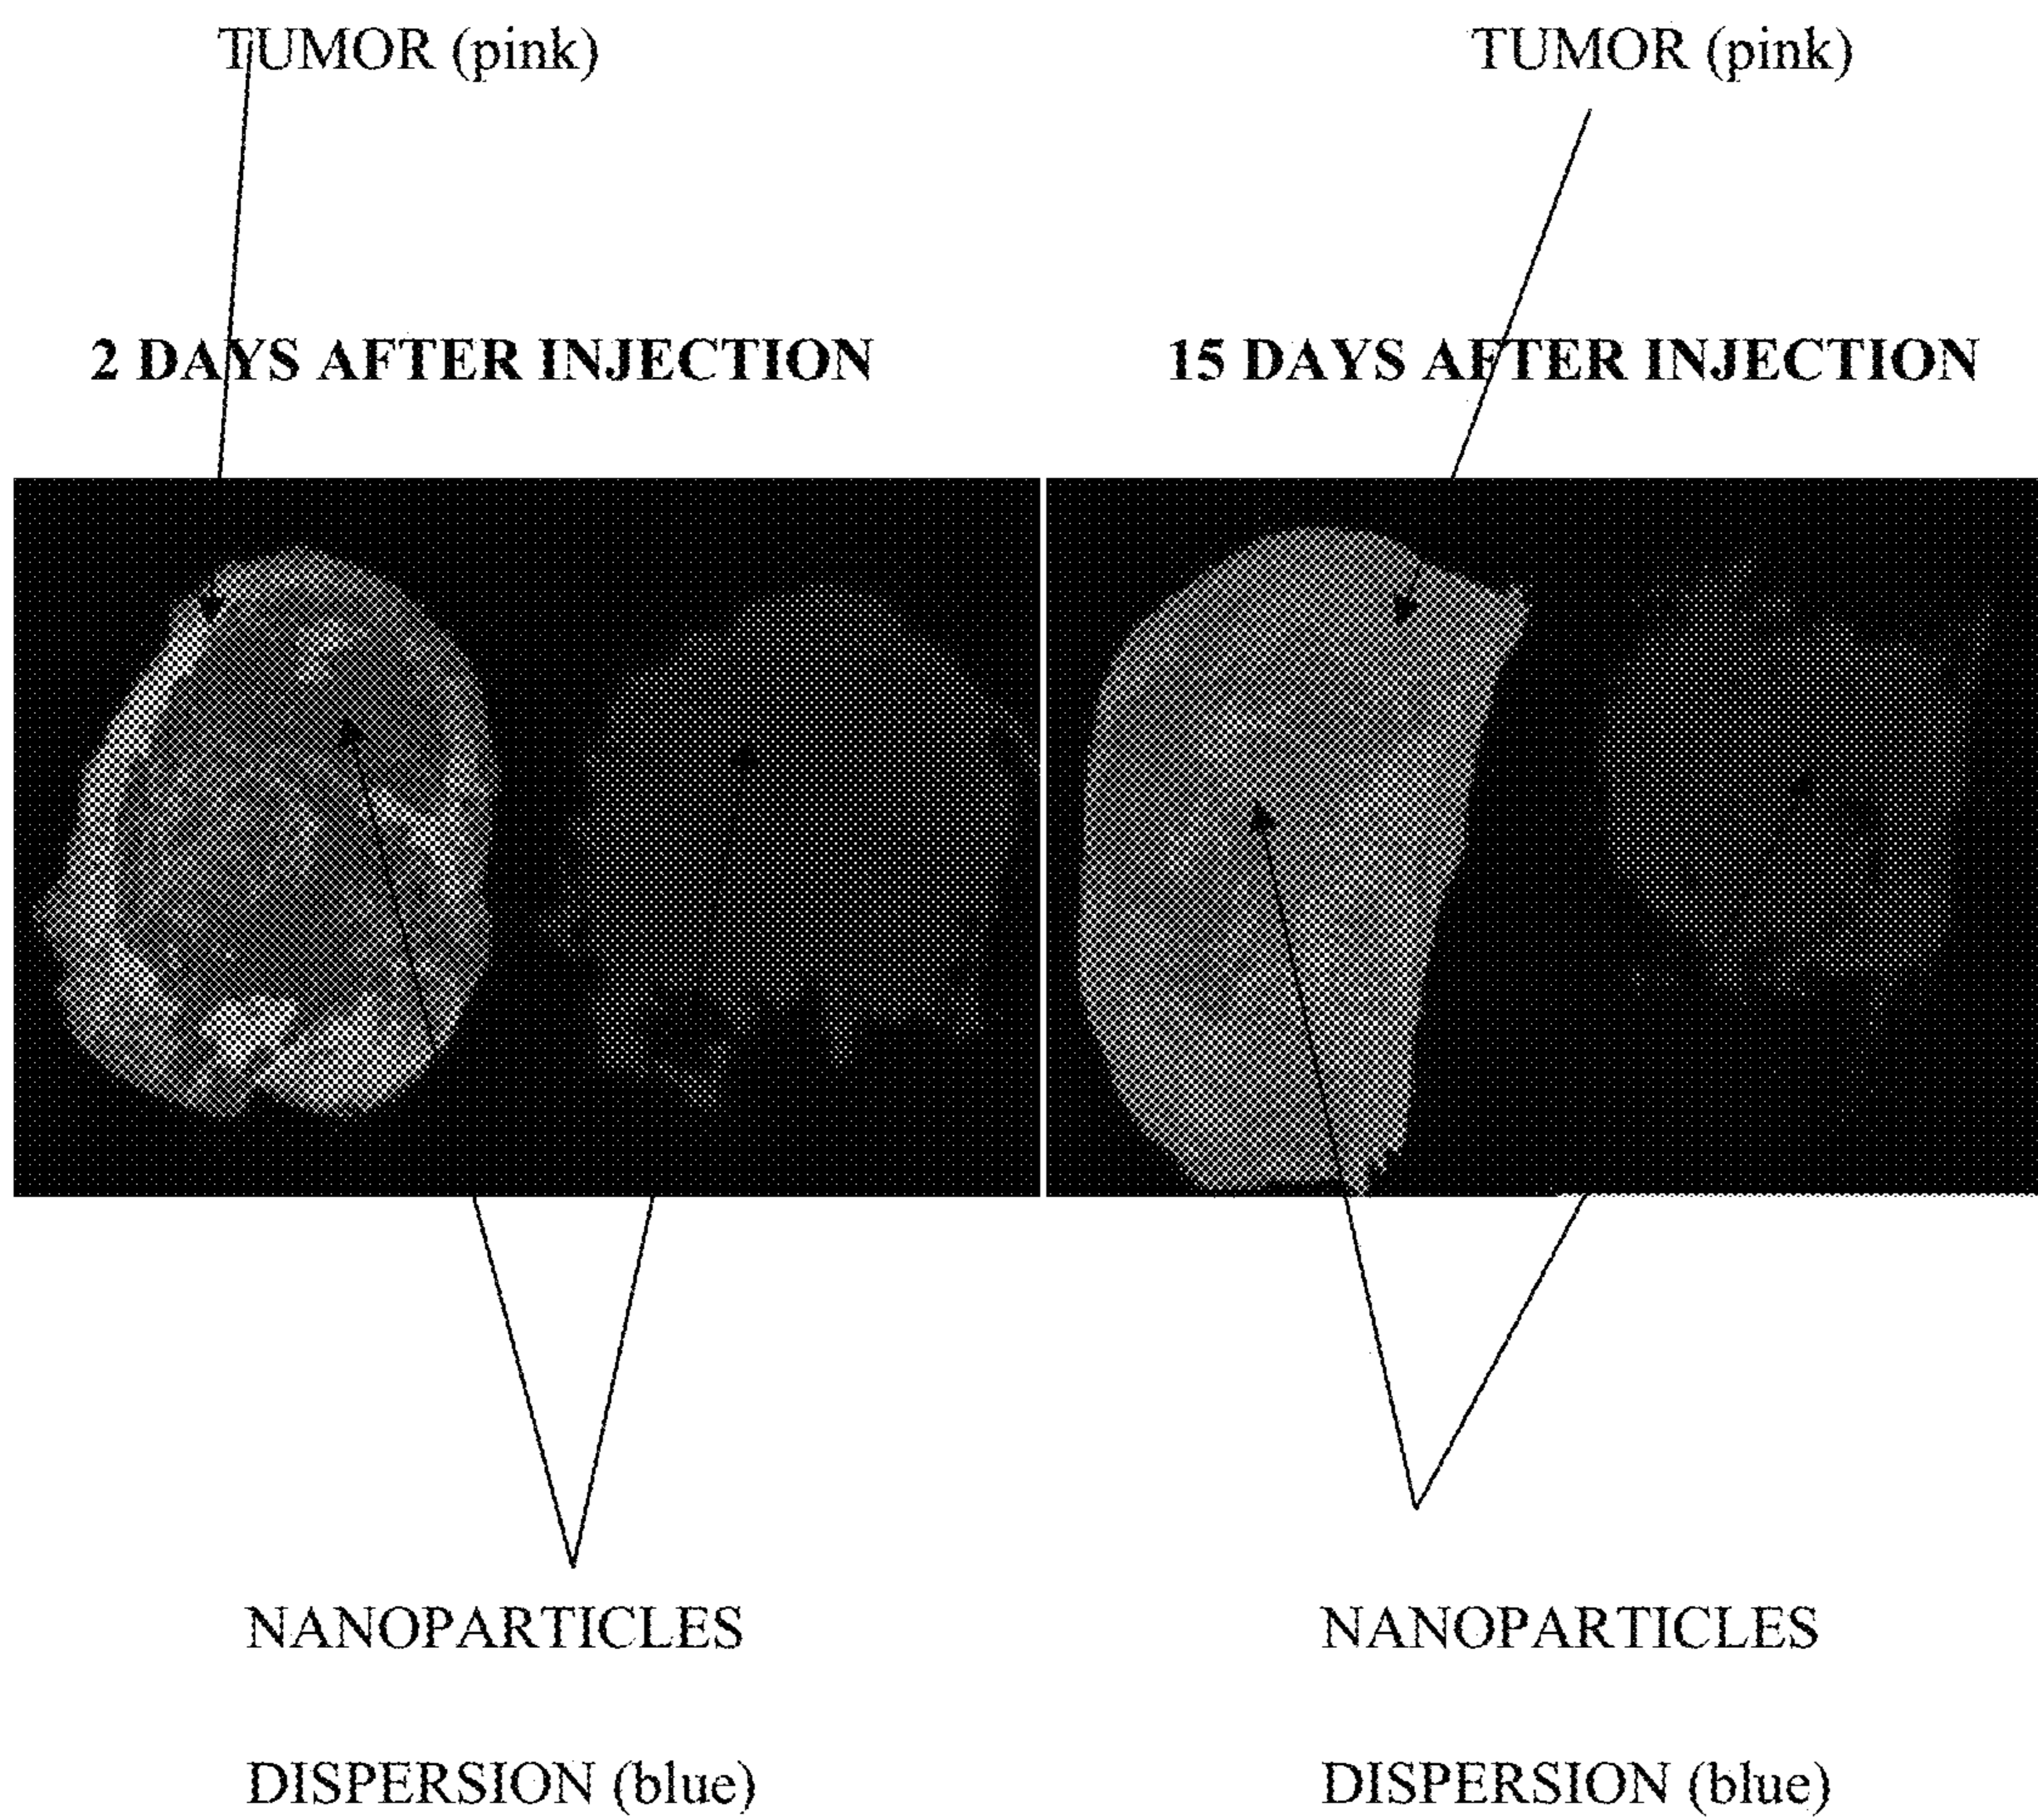 TUMOR (pink)
TUMOR (pink)
2 DAYS AFTER INJECTION
15 DAYS AFTER INJECTION
NANOPARTICLES
DISPERSION (blue)
NANOPARTICLES
DISPERSION (blue)